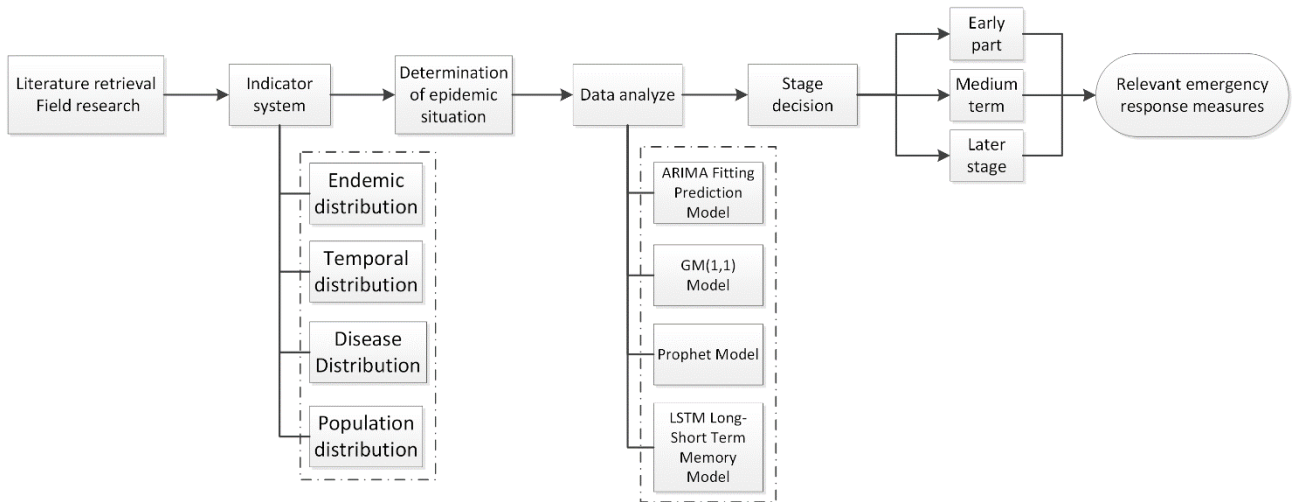 Literature retrieval
Field research
Indicator
system
Determination
of epidemic
situation
Data analyze
Stage
decision
Early
part
Medium
term
Later
stage
Relevant emergency
response measures
Endemic
distribution
Temporal
distribution
Disease
Distribution
Population
distribution
ARIMA Fitting
Prediction
Model
GM(1,1)
Model
Prophet Model
LSTM Long-
Short Term
Memory
Model